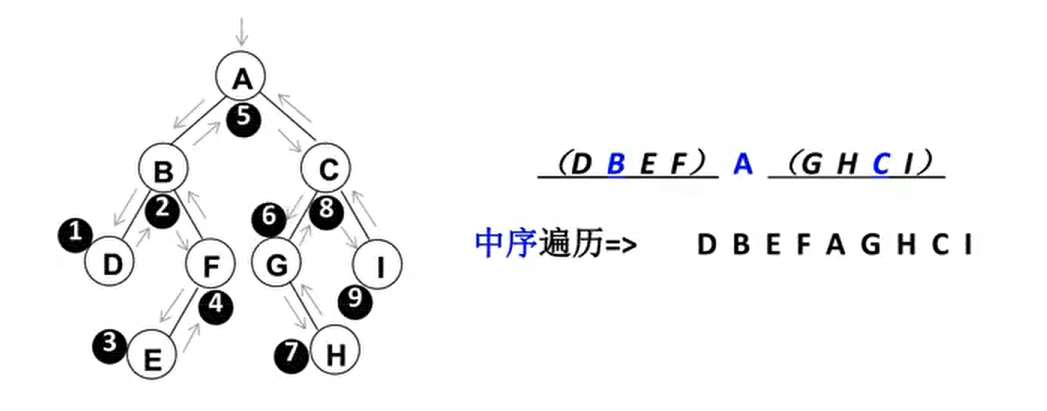 A
5
B
C
2
6
8
1
D
F
G
I
4
9
3
E
7
H
（D B E F） A （G H C I）
中序遍历=> D B E F A G H C I